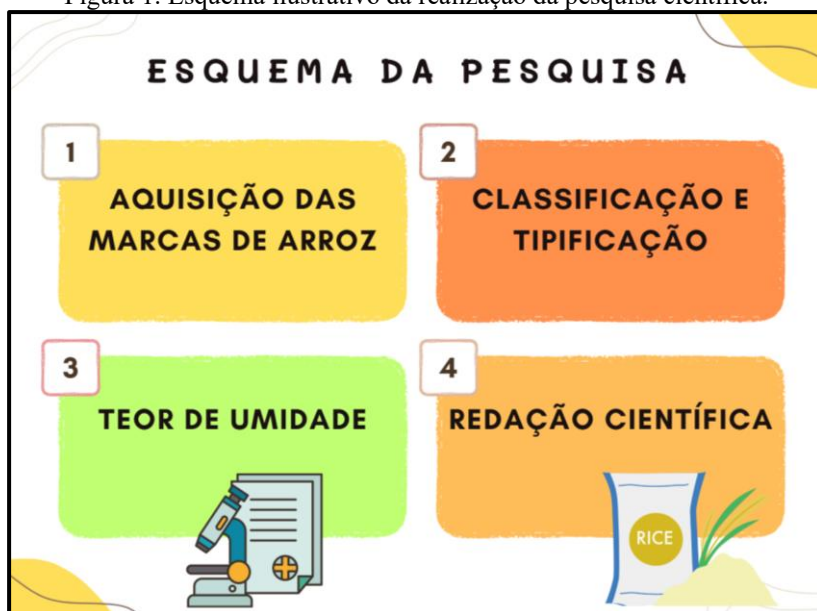 Figura 1: Esquema ilustrativo da realização da pesquisa científica.
ESQUEMA DA PESQUISA
1
AQUISIÇÃO DAS
MARCAS DE ARROZ
2
CLASSIFICAÇÃO E
TIPIFICAÇÃO
3
TEOR DE UMIDADE
4
REDAÇÃO CIENTÍFICA
RICE